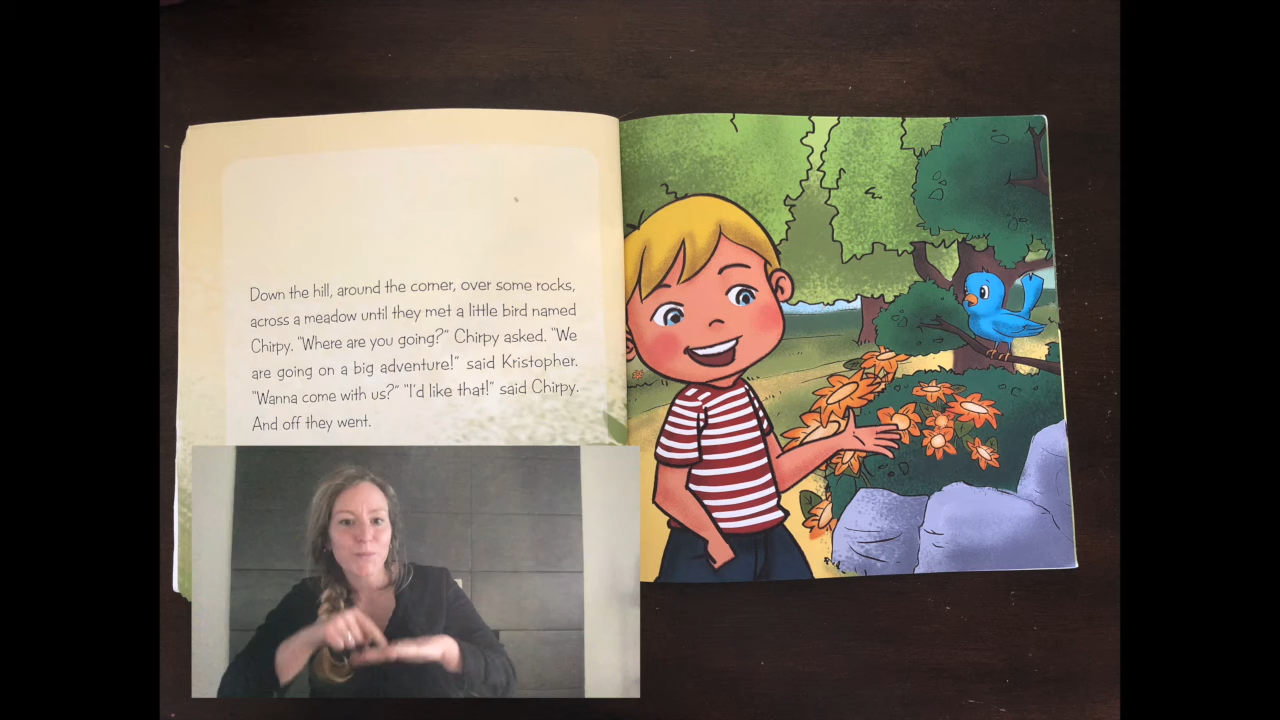 Down the hill, around the corner, over some rocks,
across a meadow until they met a little bird named
Chirpy. "Where are you going?" Chirpy asked. "We
are going on a big adventure!" said Kristopher.
"Wanna come with us?" "I'd like that!" said Chirpy.
And off they went.